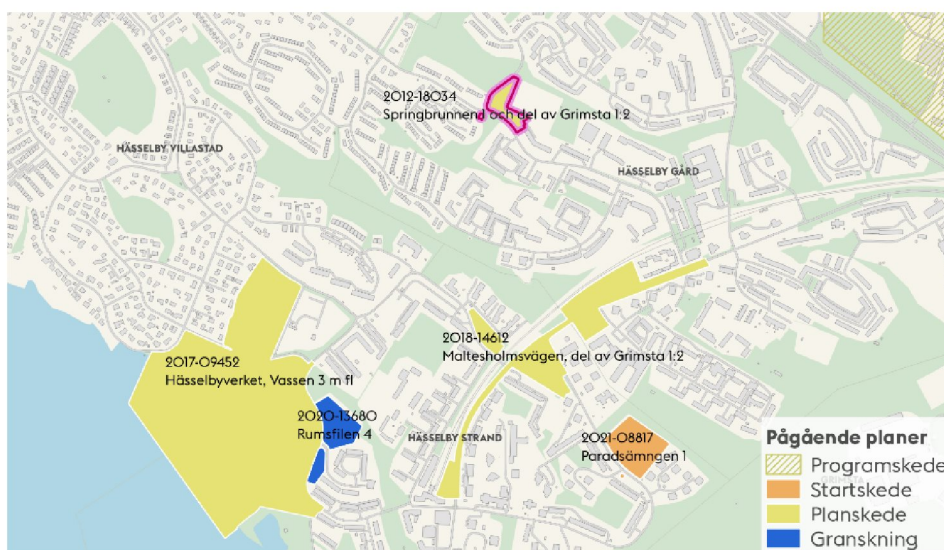 2012-18034
Springbrunnend och del av Grimsta 1:2
HÄSSELBY VILLASTAD
HÄSSELBY GÅRD
2018-14612
Maltesholmsvägen, del av Grimsta 1:2
2017-09452
Hässelbyverket, Vassen 3 m fl
2020-13680
Rumsfilen 4
HÄSSELBY STRAND
2021-08817
Paradsämngen 1
Pågående planer
Programskede
GRIMSTA
Startskede
Planskede
Granskning